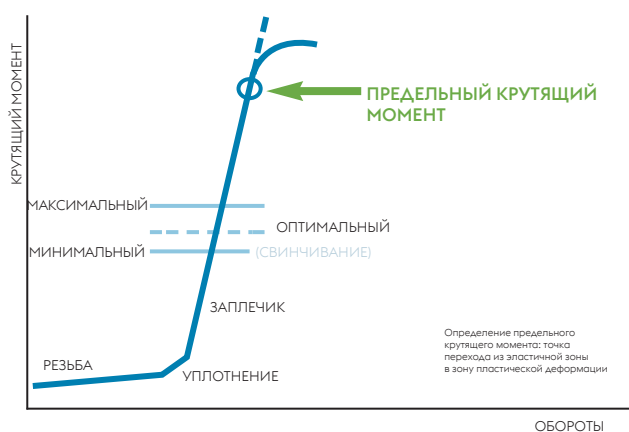 КРУТЯЩИЙ МОМЕНТ
ПРЕДЕЛЬНЫЙ КРУТЯЩИЙ
МОМЕНТ
МАКСИМАЛЬНЫЙ
ОПТИМАЛЬНЫЙ
МИНИМАЛЬНЫЙ
(СВИНЧИВАНИЕ)
ЗАПЛЕЧИК
Определение предельного
крутящего момента: точка
перехода из эластичной зоны
в зону пластической деформации
РЕЗЬБА
УПЛОТНЕНИЕ
ОБОРОТЫ